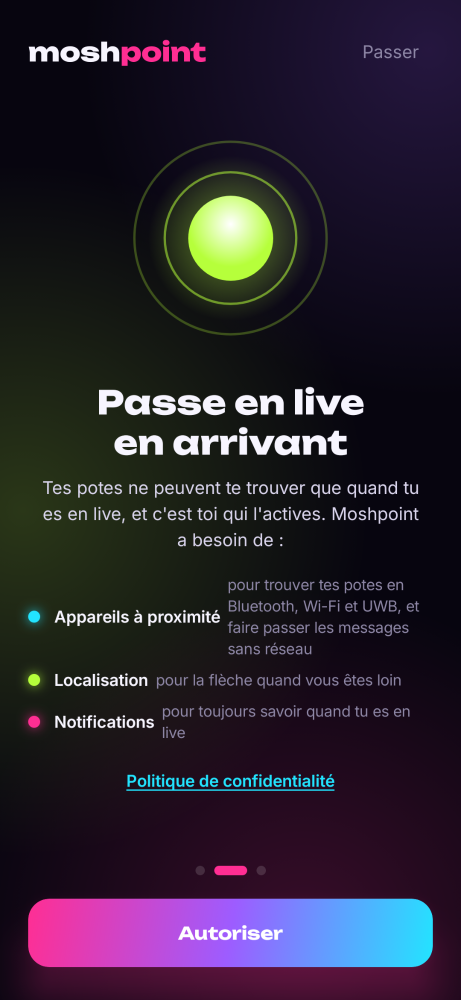 moshpoint
Passer
Passe en live
en arrivant
Tes potes ne peuvent te trouver que quand tu
es en live, et c'est toi qui l'actives. Moshpoint
a besoin de :
Appareils à proximité
pour trouver tes potes en
Bluetooth, Wi-Fi et UWB, et
faire passer les messages
sans réseau
Localisation pour la flèche quand vous êtes loin
Notifications
pour toujours savoir quand tu es en
live
Politique de confidentialité
Autoriser